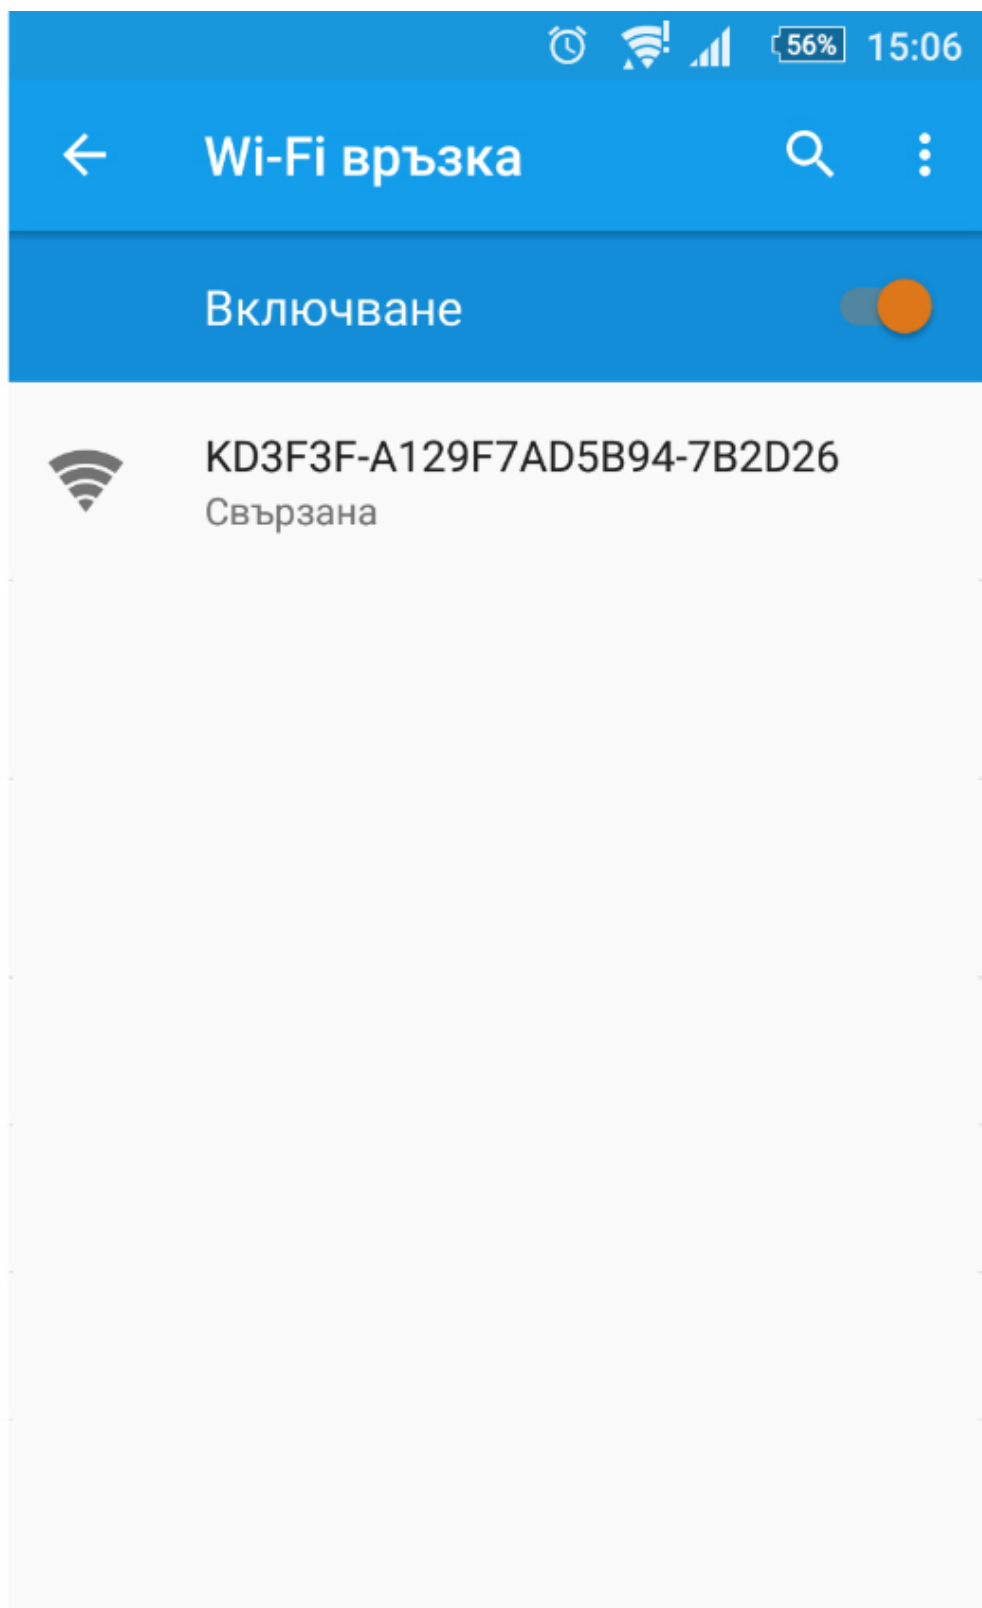 56% 15:06
Wi-Fi връзка
Включване
KD3F3F-A129F7AD5B94-7B2D26
Свързана